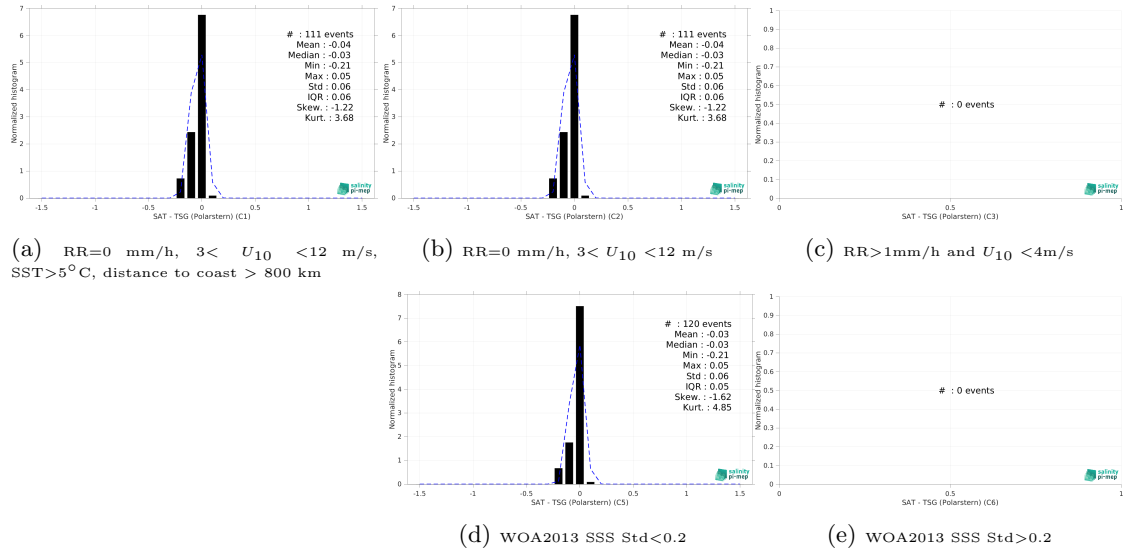 7
6
5
4
3
2
1
0
Normalized histogram
# : 111 events
Mean : -0.04
Median : -0.03
Min : -0.21
Max : 0.05
Std : 0.06
IQR : 0.06
Skew. : -1.22
Kurt. : 3.68
salinity
pi-mep
-1.5 -1 -0.5 0 0.5 1 1.5
SAT - TSG (Polarstern) (C1)
(a) RR=0 mm/h, 3< U10 <12 m/s,
SST>5°C, distance to coast > 800 km
7
6
5
4
3
2
1
0
Normalized histogram
# : 111 events
Mean : -0.04
Median : -0.03
Min : -0.21
Max : 0.05
Std : 0.06
IQR : 0.06
Skew. : -1.22
Kurt. : 3.68
salinity
pi-mep
-1.5 -1 -0.5 0 0.5 1 1.5
SAT - TSG (Polarstern) (C2)
(b) RR=0 mm/h, 3< U10 <12 m/s
1
0.9
0.8
0.7
0.6
0.5
0.4
0.3
0.2
0.1
0
Normalized histogram
# : 0 events
salinity
pi-mep
0 0.5 1
SAT - TSG (Polarstern) (C3)
(c) RR>1mm/h and U10 <4m/s
8
7
6
5
4
3
2
1
0
Normalized histogram
# : 120 events
Mean : -0.03
Median : -0.03
Min : -0.21
Max : 0.05
Std : 0.06
IQR : 0.05
Skew. : -1.62
Kurt. : 4.85
salinity
pi-mep
-1.5 -1 -0.5 0 0.5 1 1.5
SAT - TSG (Polarstern) (C5)
(d) WOA2013 SSS Std<0.2
1
0.9
0.8
0.7
0.6
0.5
0.4
0.3
0.2
0.1
0
Normalized histogram
# : 0 events
salinity
pi-mep
0 0.5 1
SAT - TSG (Polarstern) (C6)
(e) WOA2013 SSS Std>0.2